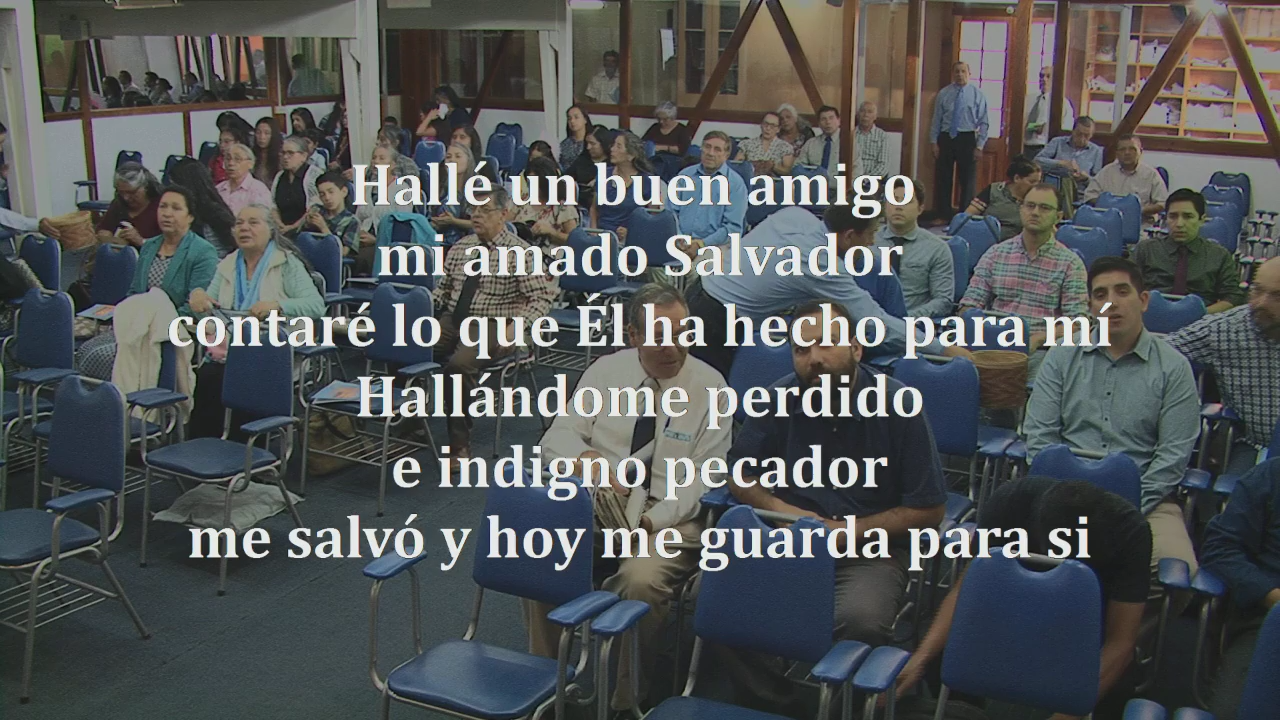 Hallé un buen amigo
mi amado Salvador
contaré lo que Él ha hecho para mí
Hallándome perdido
e indigno pecador
me salvó y hoy me guarda para si